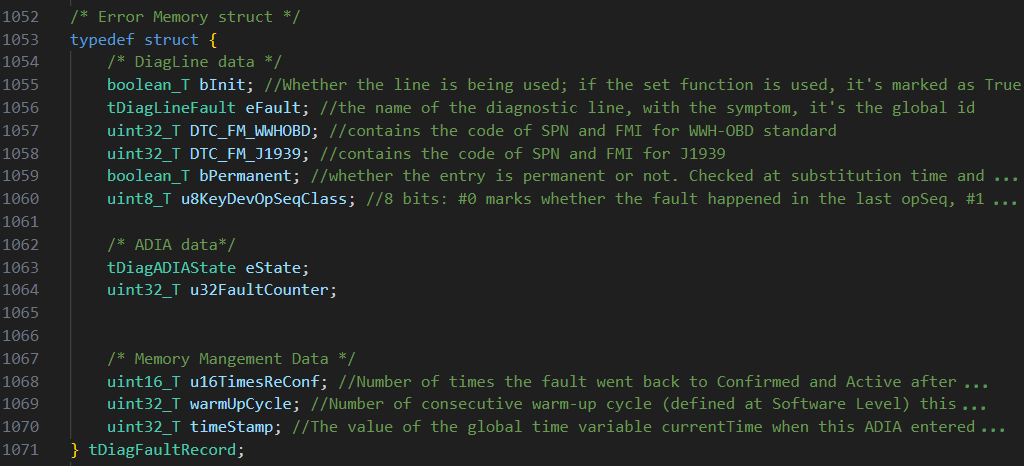 1052 /* Error Memory struct */
1053 typedef struct {
1054 /* DiagLine data */
1055 boolean_T bInit; //Whether the line is being used; if the set function is used, it's marked as True
1056 tDiagLineFault eFault; //the name of the diagnostic line, with the symptom, it's the global id
1057 uint32_T DTC_FM_WWHOBD; //contains the code of SPN and FMI for WWH-OBD standard
1058 uint32_T DTC_FM_J1939; //contains the code of SPN and FMI for J1939
1059 boolean_T bPermanent; //whether the entry is permanent or not. Checked at substitution time and ...
1060 uint8_T u8KeyDevOpSeqClass; //8 bits: #0 marks whether the fault happened in the last opSeq, #1 ...
1061
1062 /* ADIA data*/
1063 tDiagADIAState eState;
1064 uint32_T u32FaultCounter;
1065
1066
1067 /* Memory Mangement Data */
1068 uint16_T u16TimesReConf; //Number of times the fault went back to Confirmed and Active after ...
1069 uint32_T warmUpCycle; //Number of consecutive warm-up cycle (defined at Software Level) this ...
1070 uint32_T timeStamp; //The value of the global time variable currentTime when this ADIA entered ...
1071 } tDiagFaultRecord;